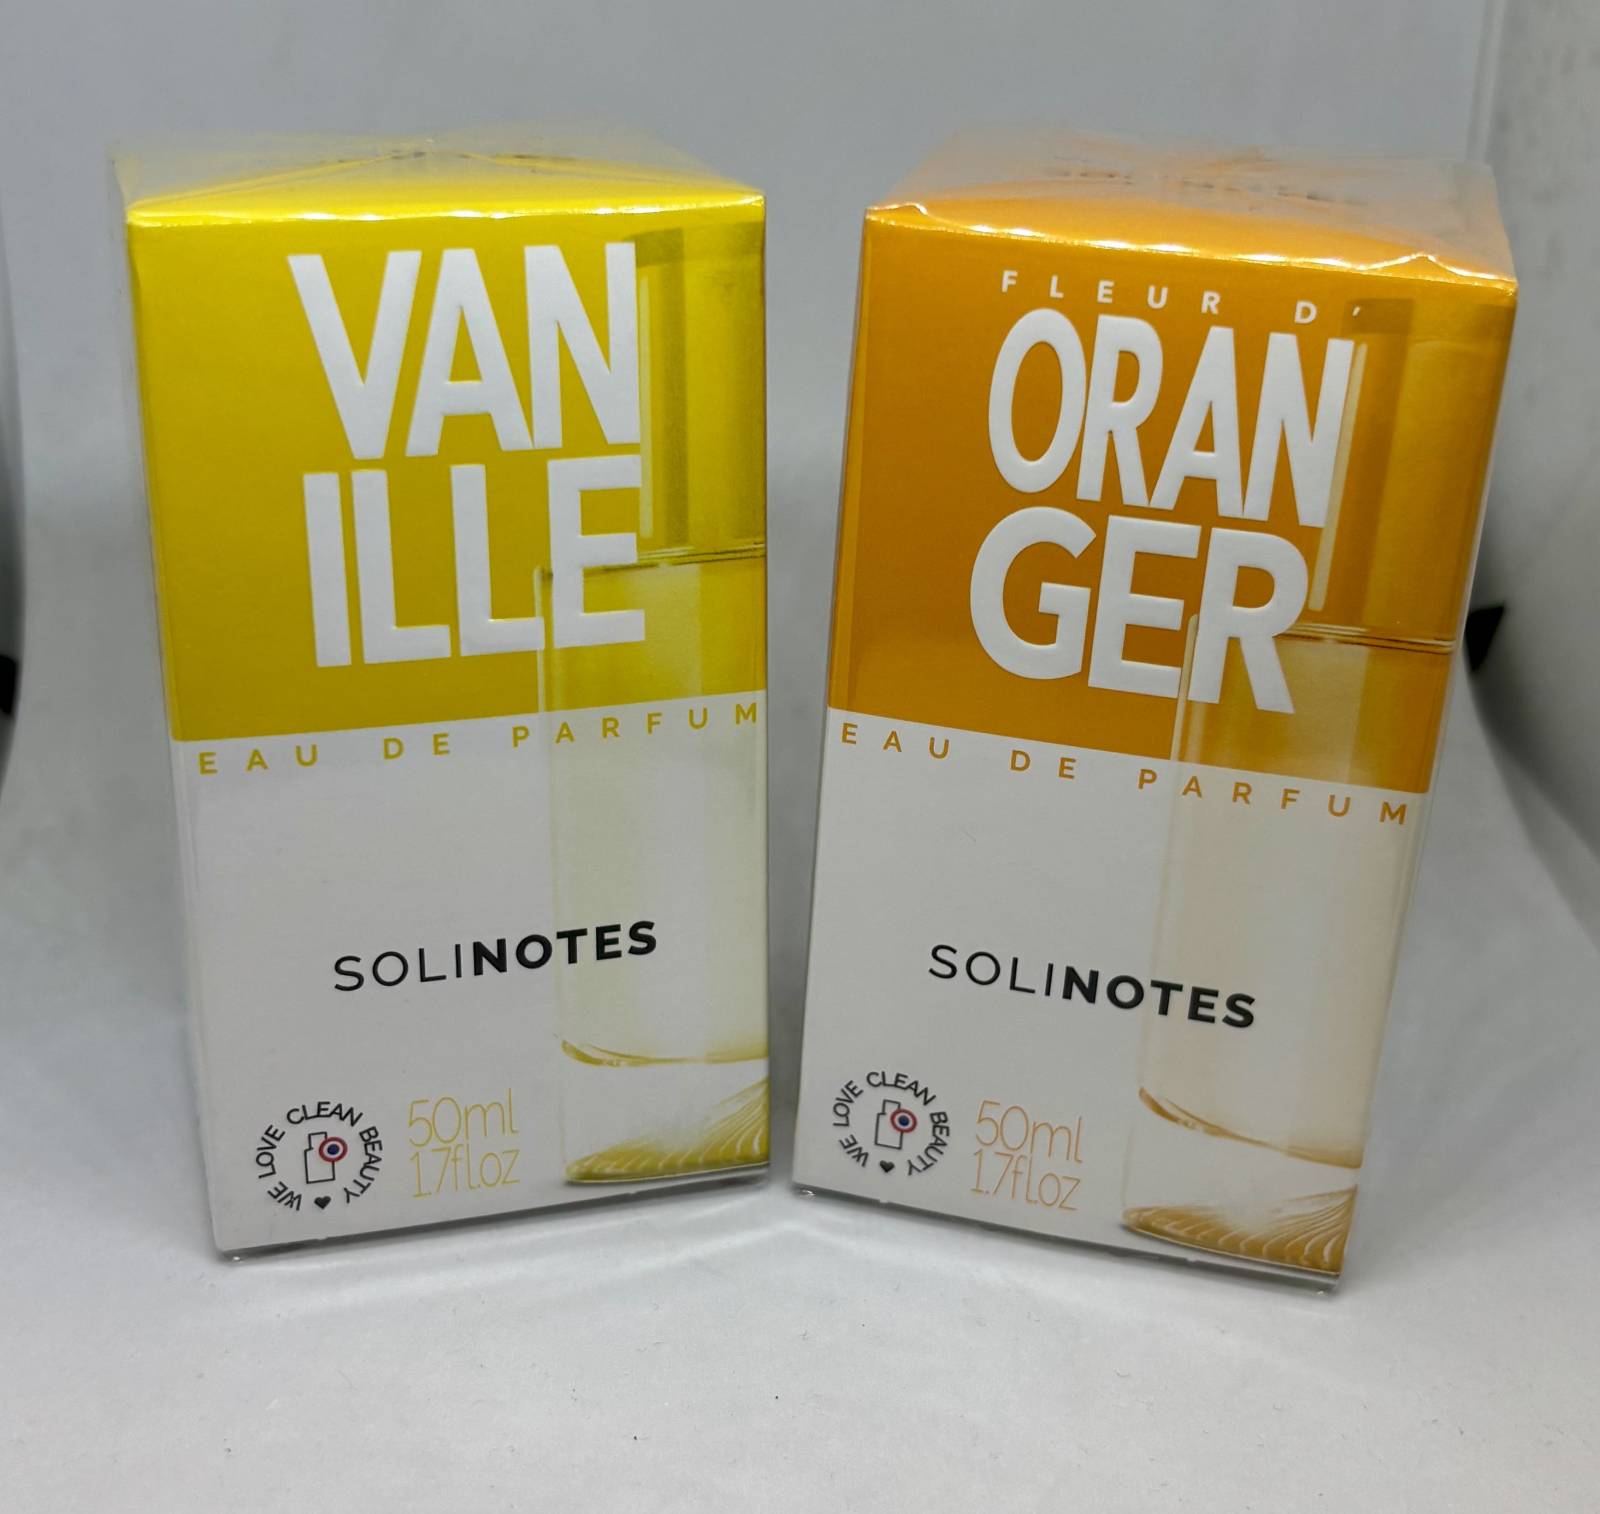 VAN
ILLE
EAU DE PARFUM
SOLINOTES
WE LOVE CLEAN BEAUTY
50ml
1.7fl.oz
FLEUR D'
ORAN
GER
EAU DE PARFUM
SOLINOTES
WE LOVE CLEAN BEAUTY
50ml
1.7fl.oz